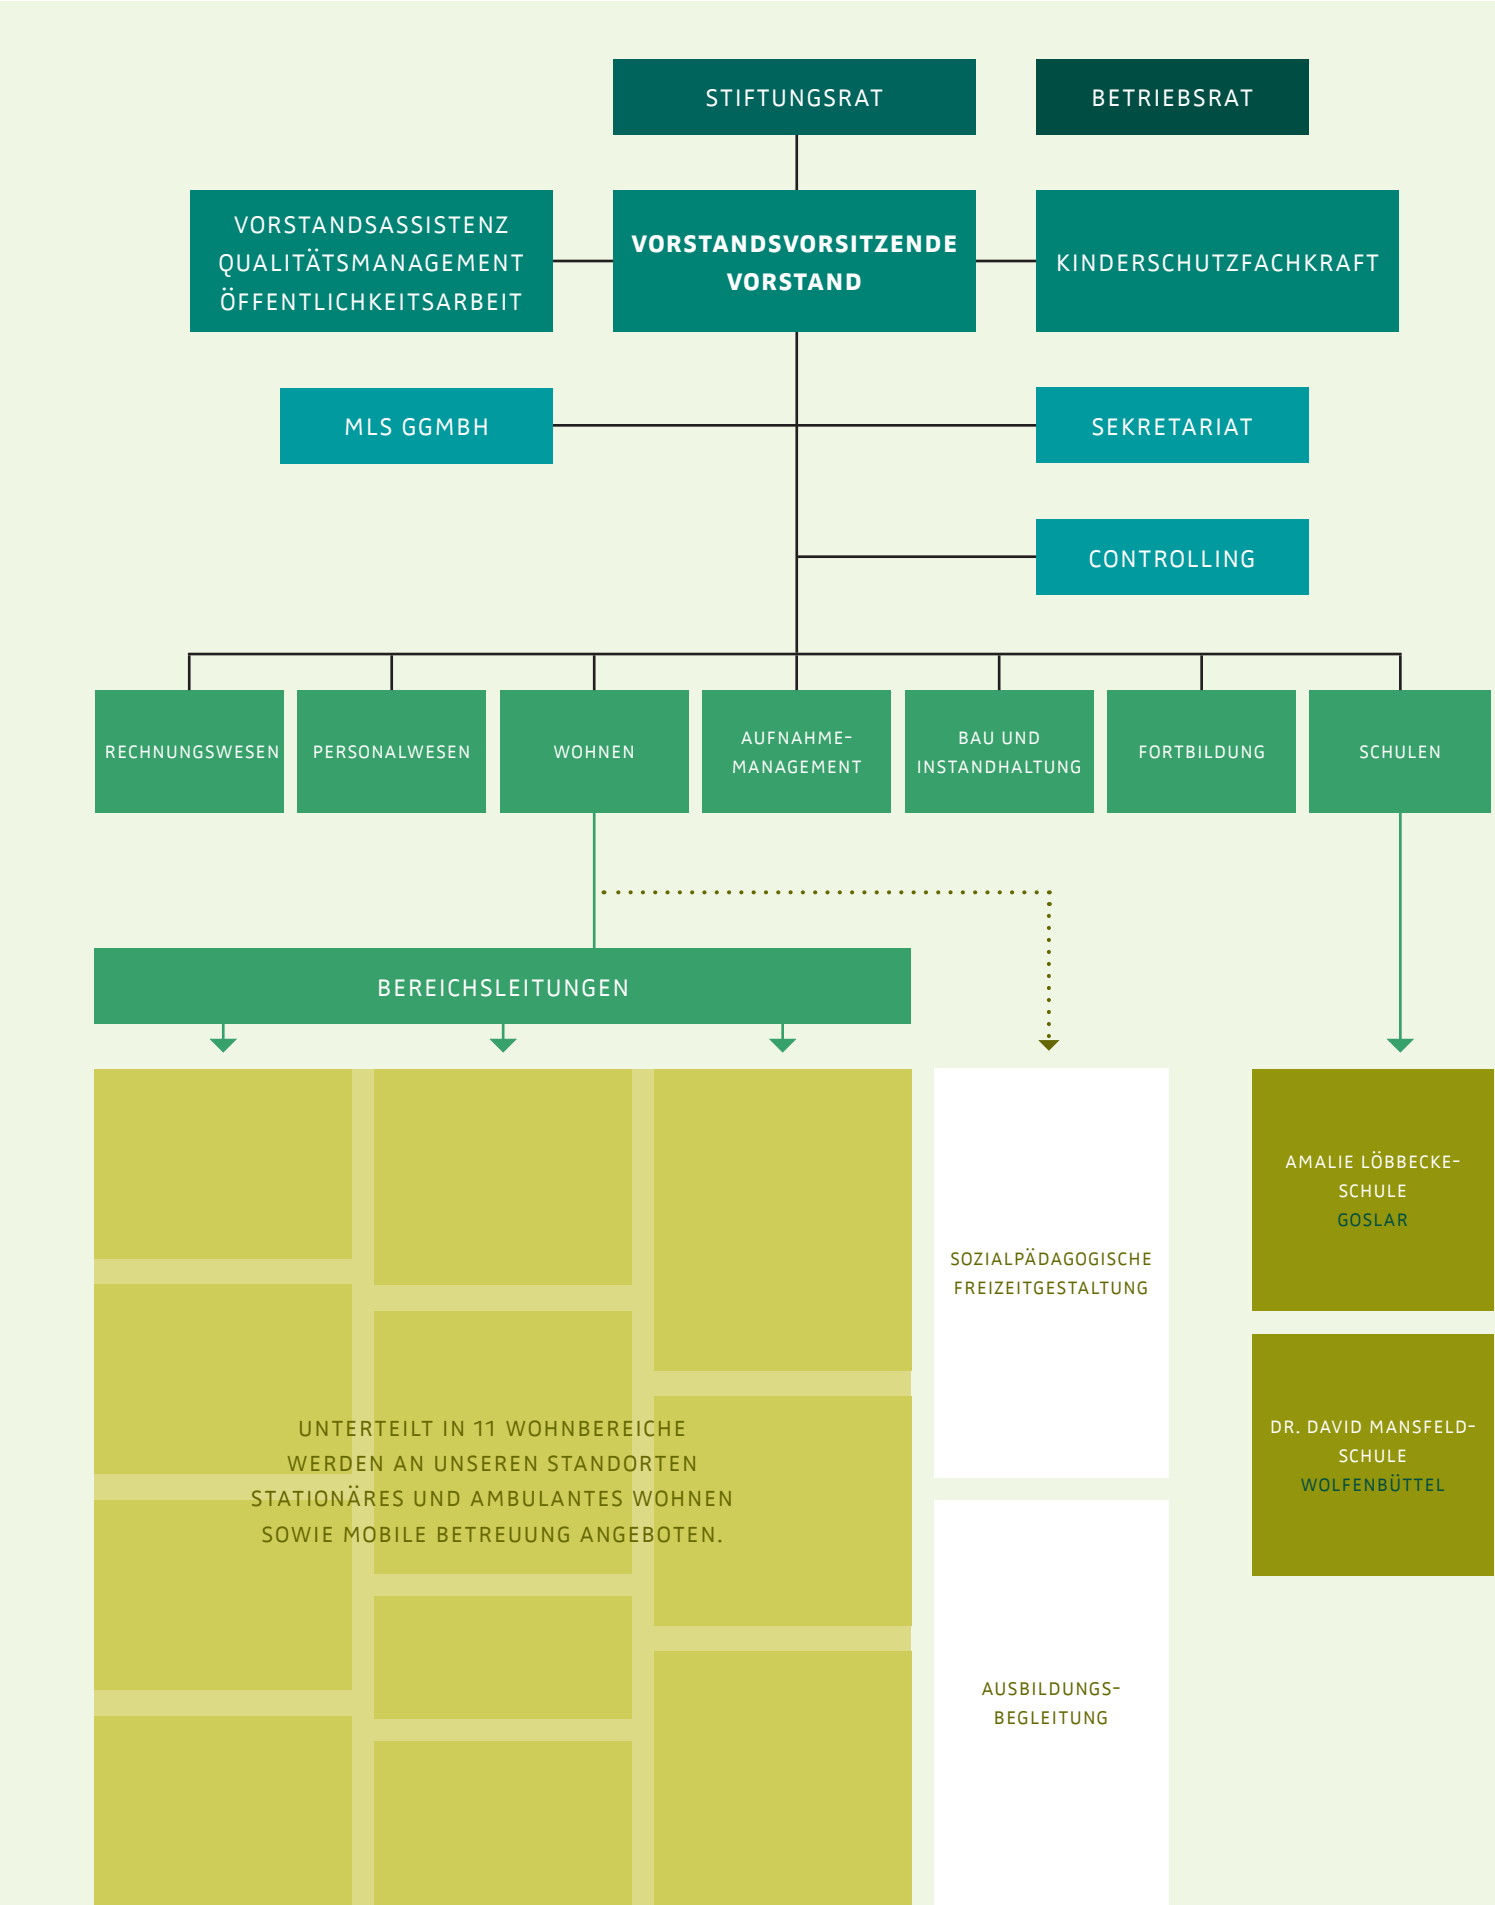 STIFTUNGSRAT
BETRIEBSRAT
VORSTANDSASSISTENZ
QUALITÄTSMANAGEMENT
ÖFFENTLICHKEITSARBEIT
VORSTANDSVORSITZENDE
VORSTAND
KINDERSCHUTZFACHKRAFT
MLS GGMBH
SEKRETARIAT
CONTROLLING
RECHNUNGSWESEN
PERSONALWESEN
WOHNEN
AUFNAHME-
MANAGEMENT
BAU UND
INSTANDHALTUNG
FORTBILDUNG
SCHULEN
BEREICHSLEITUNGEN
UNTERTEILT IN 11 WOHNBEREICHE
WERDEN AN UNSEREN STANDORTEN
STATIONÄRES UND AMBULANTES WOHNEN
SOWIE MOBILE BETREUUNG ANGEBOTEN.
SOZIALPÄDAGOGISCHE
FREIZEITGESTALTUNG
AUSBILDUNGS-
BEGLEITUNG
AMALIE LÖBBECKE-
SCHULE
GOSLAR
DR. DAVID MANSFELD-
SCHULE
WOLFENBÜTTEL